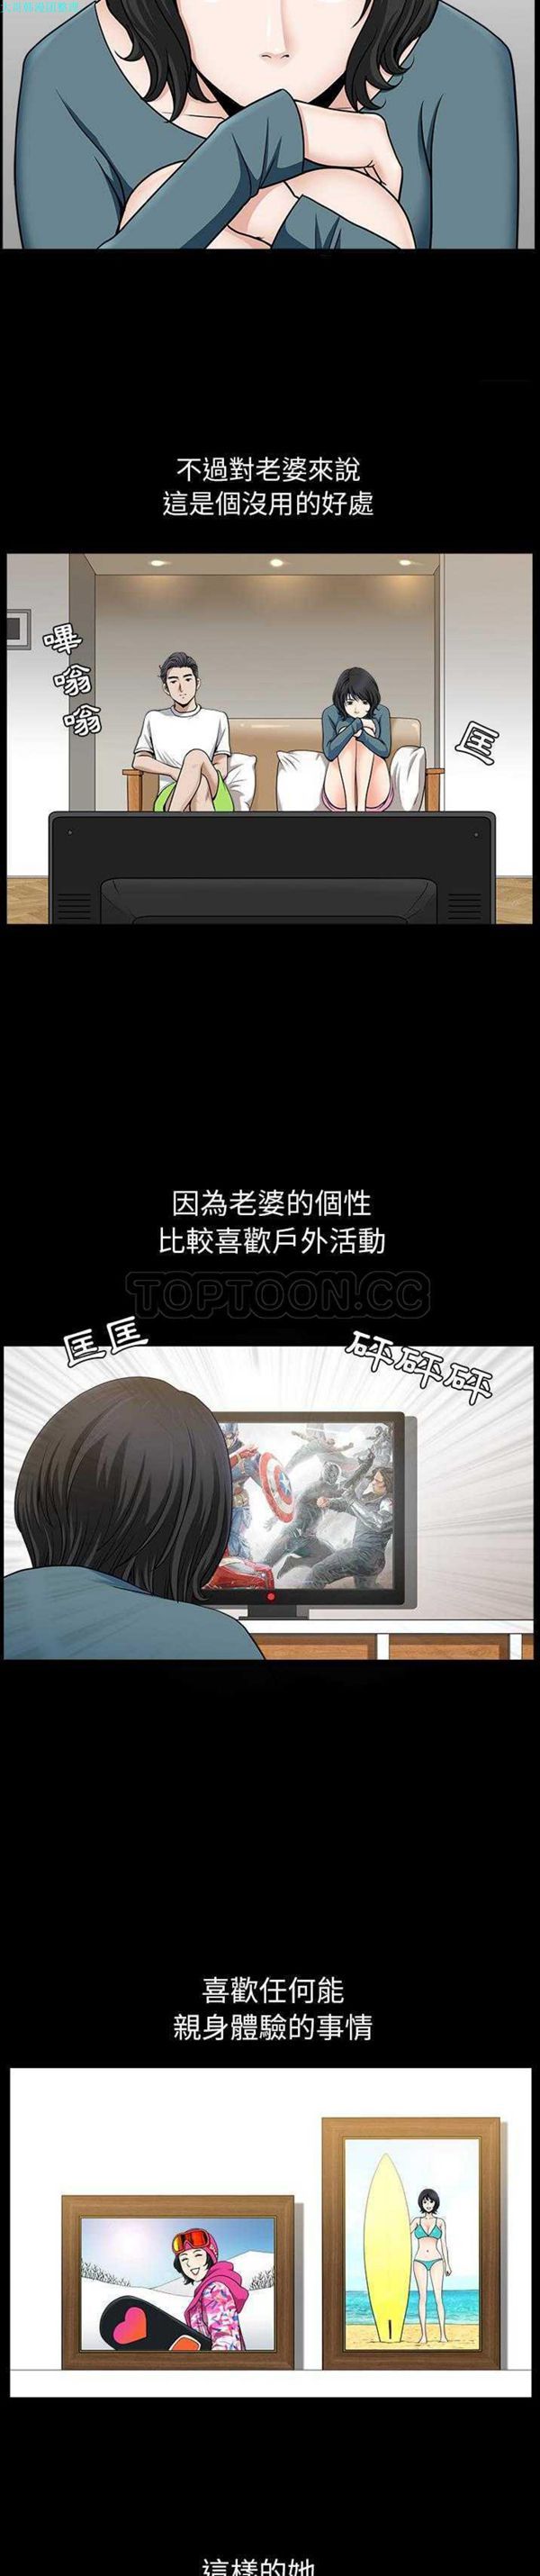 不過對老婆來說
這是個沒用的好處
嗶
嗡
嗡
匡
因為老婆的個性
比較喜歡戶外活動
TOPTOON.CC
匡匡
砰砰砰
喜歡任何能
親身體驗的事情
這樣的她